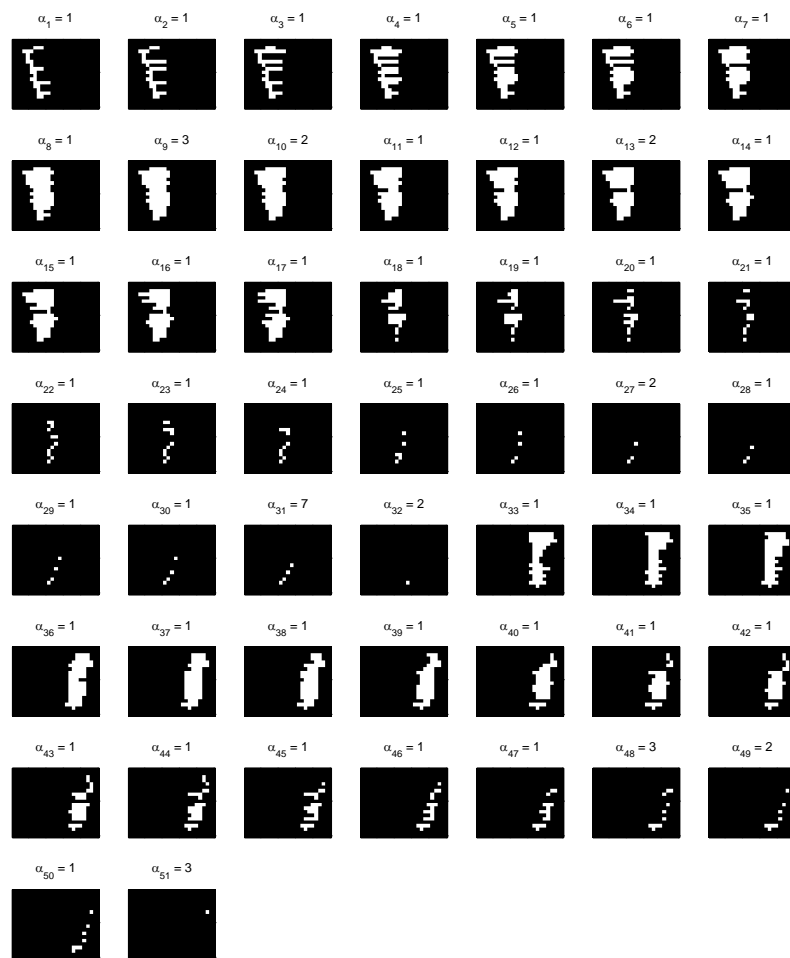 α₁ = 1 α₂ = 1 α₃ = 1 α₄ = 1 α₅ = 1 α₆ = 1 α₇ = 1
α₈ = 1 α₉ = 3 α₁₀ = 2 α₁₁ = 1 α₁₂ = 1 α₁₃ = 2 α₁₄ = 1
α₁₅ = 1 α₁₆ = 1 α₁₇ = 1 α₁₈ = 1 α₁₉ = 1 α₂₀ = 1 α₂₁ = 1
α₂₂ = 1 α₂₃ = 1 α₂₄ = 1 α₂₅ = 1 α₂₆ = 1 α₂₇ = 2 α₂₈ = 1
α₂₉ = 1 α₃₀ = 1 α₃₁ = 7 α₃₂ = 2 α₃₃ = 1 α₃₄ = 1 α₃₅ = 1
α₃₆ = 1 α₃₇ = 1 α₃₈ = 1 α₃₉ = 1 α₄₀ = 1 α₄₁ = 1 α₄₂ = 1
α₄₃ = 1 α₄₄ = 1 α₄₅ = 1 α₄₆ = 1 α₄₇ = 1 α₄₈ = 3 α₄₉ = 2
α₅₀ = 1 α₅₁ = 3